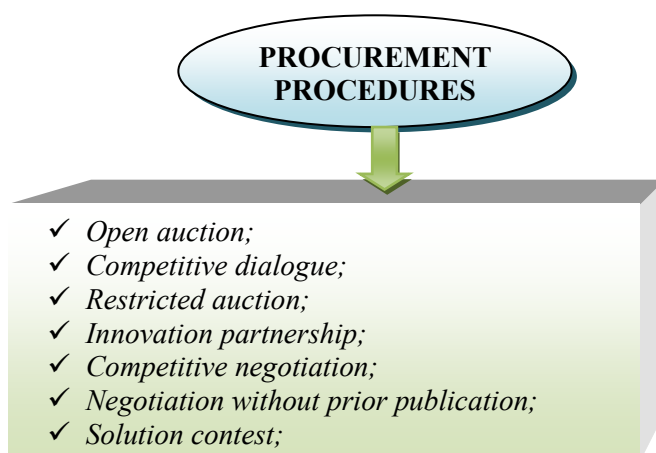 PROCUREMENT
PROCEDURES
✓ Open auction;
✓ Competitive dialogue;
✓ Restricted auction;
✓ Innovation partnership;
✓ Competitive negotiation;
✓ Negotiation without prior publication;
✓ Solution contest;